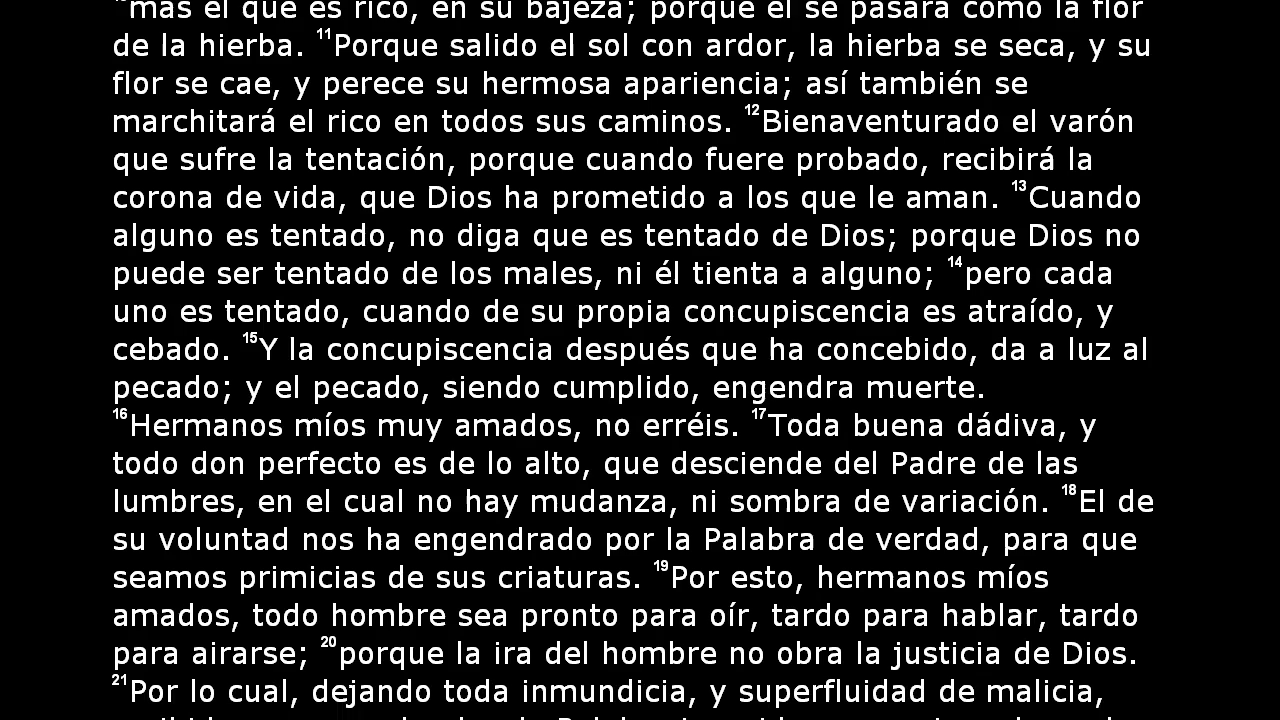 mas el que es rico, en su bajeza; porque él se pasará como la flor
de la hierba. 11Porque salido el sol con ardor, la hierba se seca, y su
flor se cae, y perece su hermosa apariencia; así también se
marchitará el rico en todos sus caminos. 12Bienaventurado el varón
que sufre la tentación, porque cuando fuere probado, recibirá la
corona de vida, que Dios ha prometido a los que le aman. 13Cuando
alguno es tentado, no diga que es tentado de Dios; porque Dios no
puede ser tentado de los males, ni él tienta a alguno; 14pero cada
uno es tentado, cuando de su propia concupiscencia es atraído, y
cebado. 15Y la concupiscencia después que ha concebido, da a luz al
pecado; y el pecado, siendo cumplido, engendra muerte.
16Hermanos míos muy amados, no erréis. 17Toda buena dádiva, y
todo don perfecto es de lo alto, que desciende del Padre de las
lumbres, en el cual no hay mudanza, ni sombra de variación. 18El de
su voluntad nos ha engendrado por la Palabra de verdad, para que
seamos primicias de sus criaturas. 19Por esto, hermanos míos
amados, todo hombre sea pronto para oír, tardo para hablar, tardo
para airarse; 20porque la ira del hombre no obra la justicia de Dios.
21Por lo cual, dejando toda inmundicia, y superfluidad de malicia,